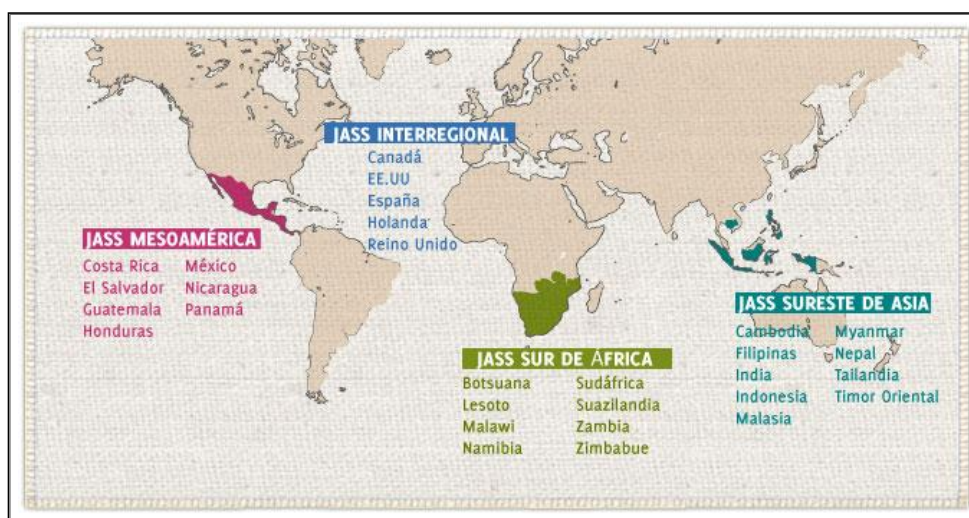 JASS INTERREGIONAL
Canadá
EE.UU
España
Holanda
Reino Unido
JASS MESOAMÉRICA
Costa Rica México
El Salvador Nicaragua
Guatemala Panamá
Honduras
JASS SURESTE DE ASIA
Cambodia Myanmar
Filipinas Nepal
India Tailandia
Indonesia Timor Oriental
Malasia
JASS SUR DE ÁFRICA
Botsuana Sudáfrica
Lesoto Suazilandia
Malawi Zambia
Namibia Zimbabue